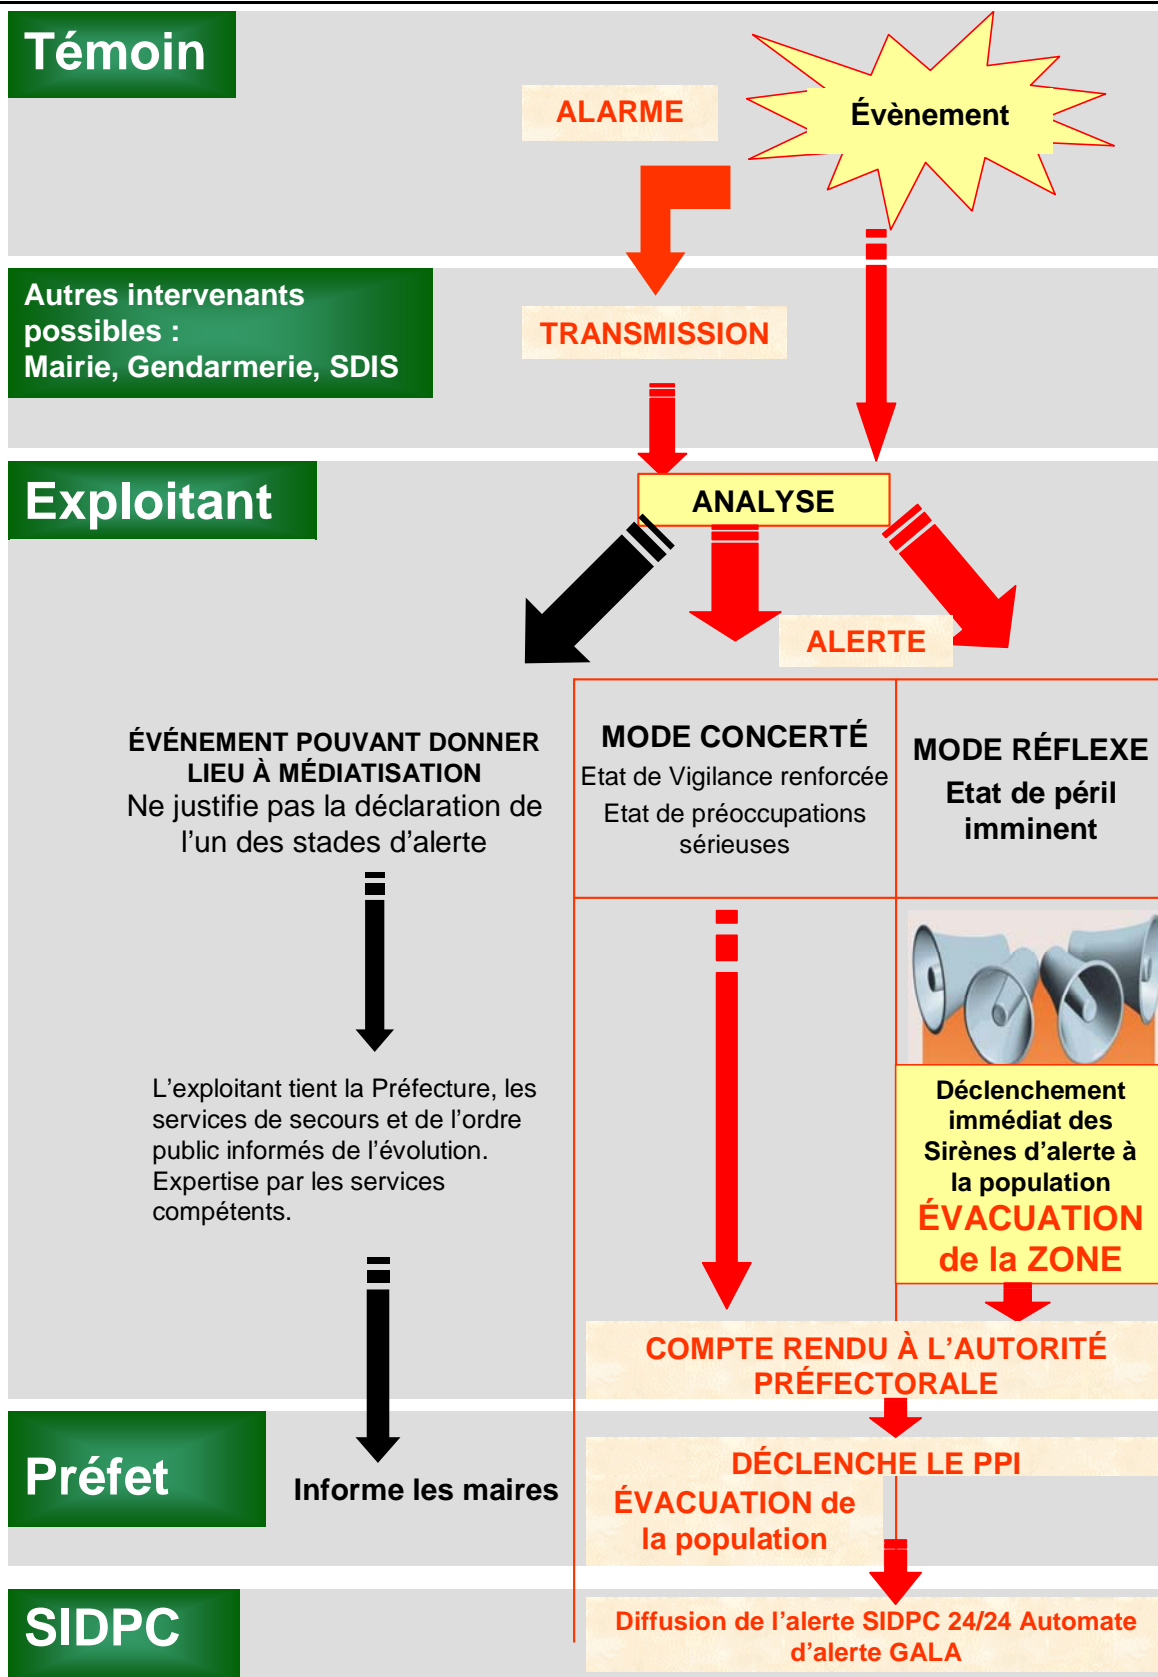 Témoin
ALARME
Évènement
Autres intervenants
possibles :
Mairie, Gendarmerie, SDIS
TRANSMISSION
Exploitant
ANALYSE
ALERTE
ÉVÉNEMENT POUVANT DONNER
LIEU À MÉDIATISATION
Ne justifie pas la déclaration de
l’un des stades d’alerte
MODE CONCERTÉ
Etat de Vigilance renforcée
Etat de préoccupations
sérieuses
MODE RÉFLEXE
Etat de péril
imminent
L’exploitant tient la Préfecture, les
services de secours et de l’ordre
public informés de l’évolution.
Expertise par les services
compétents.
Déclenchement
immédiat des
Sirènes d’alerte à
la population
ÉVACUATION
de la ZONE
COMPTE RENDU À L’AUTORITÉ
PRÉFECTORALE
Préfet
Informe les maires
DÉCLENCHE LE PPI
ÉVACUATION de
la population
SIDPC
Diffusion de l’alerte SIDPC 24/24 Automate
d’alerte GALA